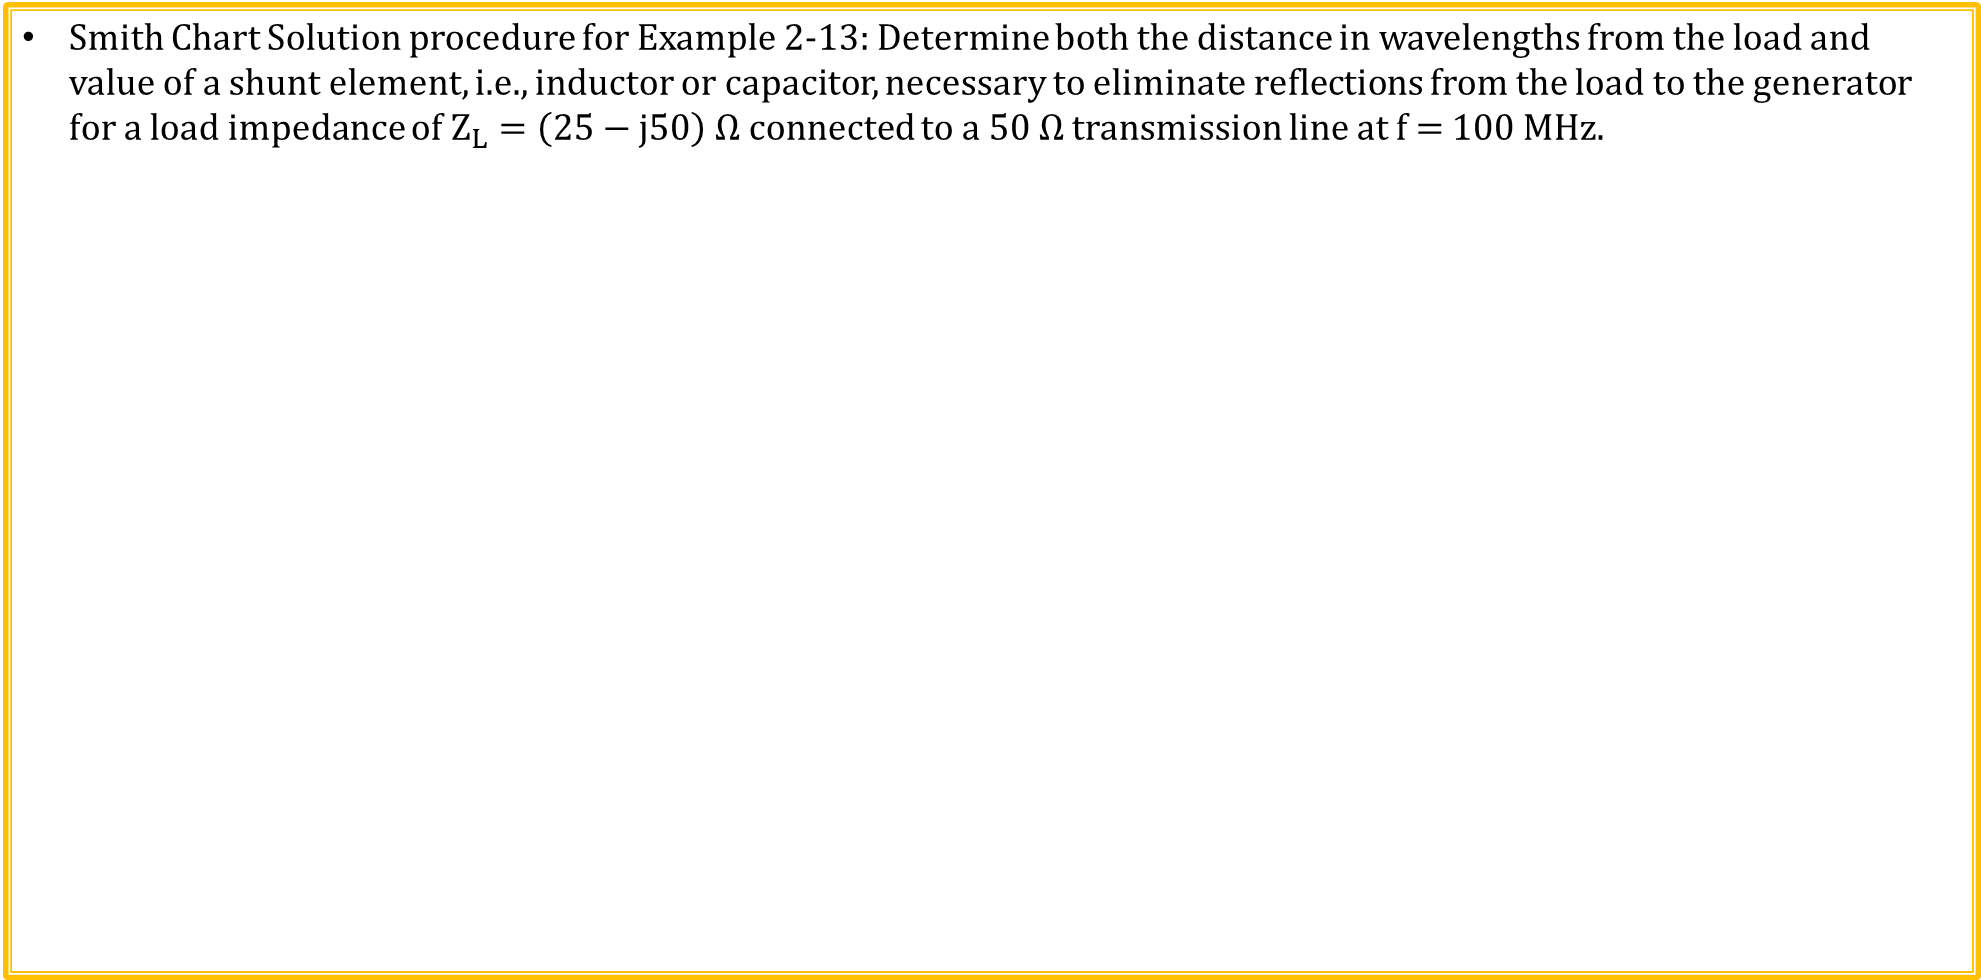 • Smith Chart Solution procedure for Example 2-13: Determine both the distance in wavelengths from the load and
value of a shunt element, i.e., inductor or capacitor, necessary to eliminate reflections from the load to the generator
for a load impedance of Z_L = (25 − j50) Ω connected to a 50 Ω transmission line at f = 100 MHz.